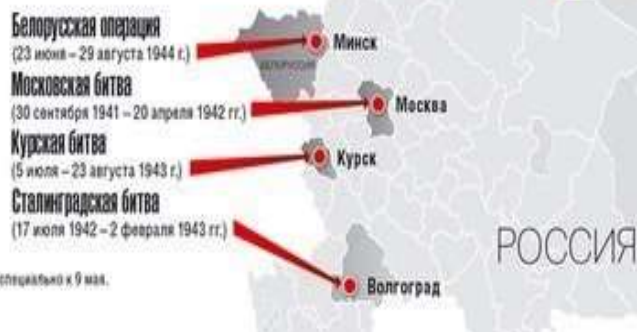 Белорусская операция
(23 июня – 29 августа 1944 г.)
Минск
БЕЛОРУССИЯ
Московская битва
(30 сентября 1941 – 20 апреля 1942 гг.)
Москва
Курская битва
(5 июля – 23 августа 1943 г.)
Курск
Сталинградская битва
(17 июля 1942 – 2 февраля 1943 гг.)
РОССИЯ
Волгоград
специально к 9 мая.